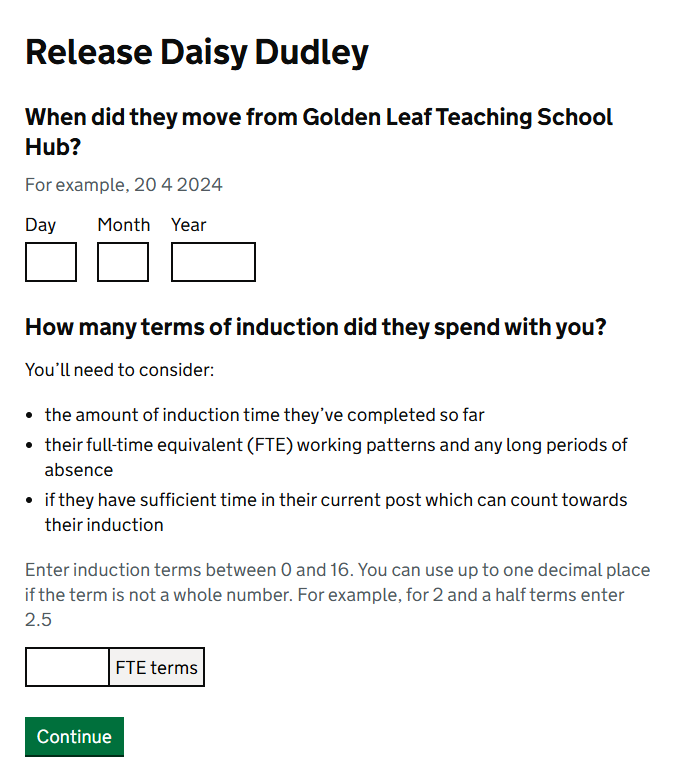 Release Daisy Dudley
When did they move from Golden Leaf Teaching School
Hub?
For example, 20 4 2024
Day Month Year
How many terms of induction did they spend with you?
You’ll need to consider:
• the amount of induction time they’ve completed so far
• their full-time equivalent (FTE) working patterns and any long periods of
absence
• if they have sufficient time in their current post which can count towards
their induction
Enter induction terms between 0 and 16. You can use up to one decimal place
if the term is not a whole number. For example, for 2 and a half terms enter
2.5
FTE terms
Continue